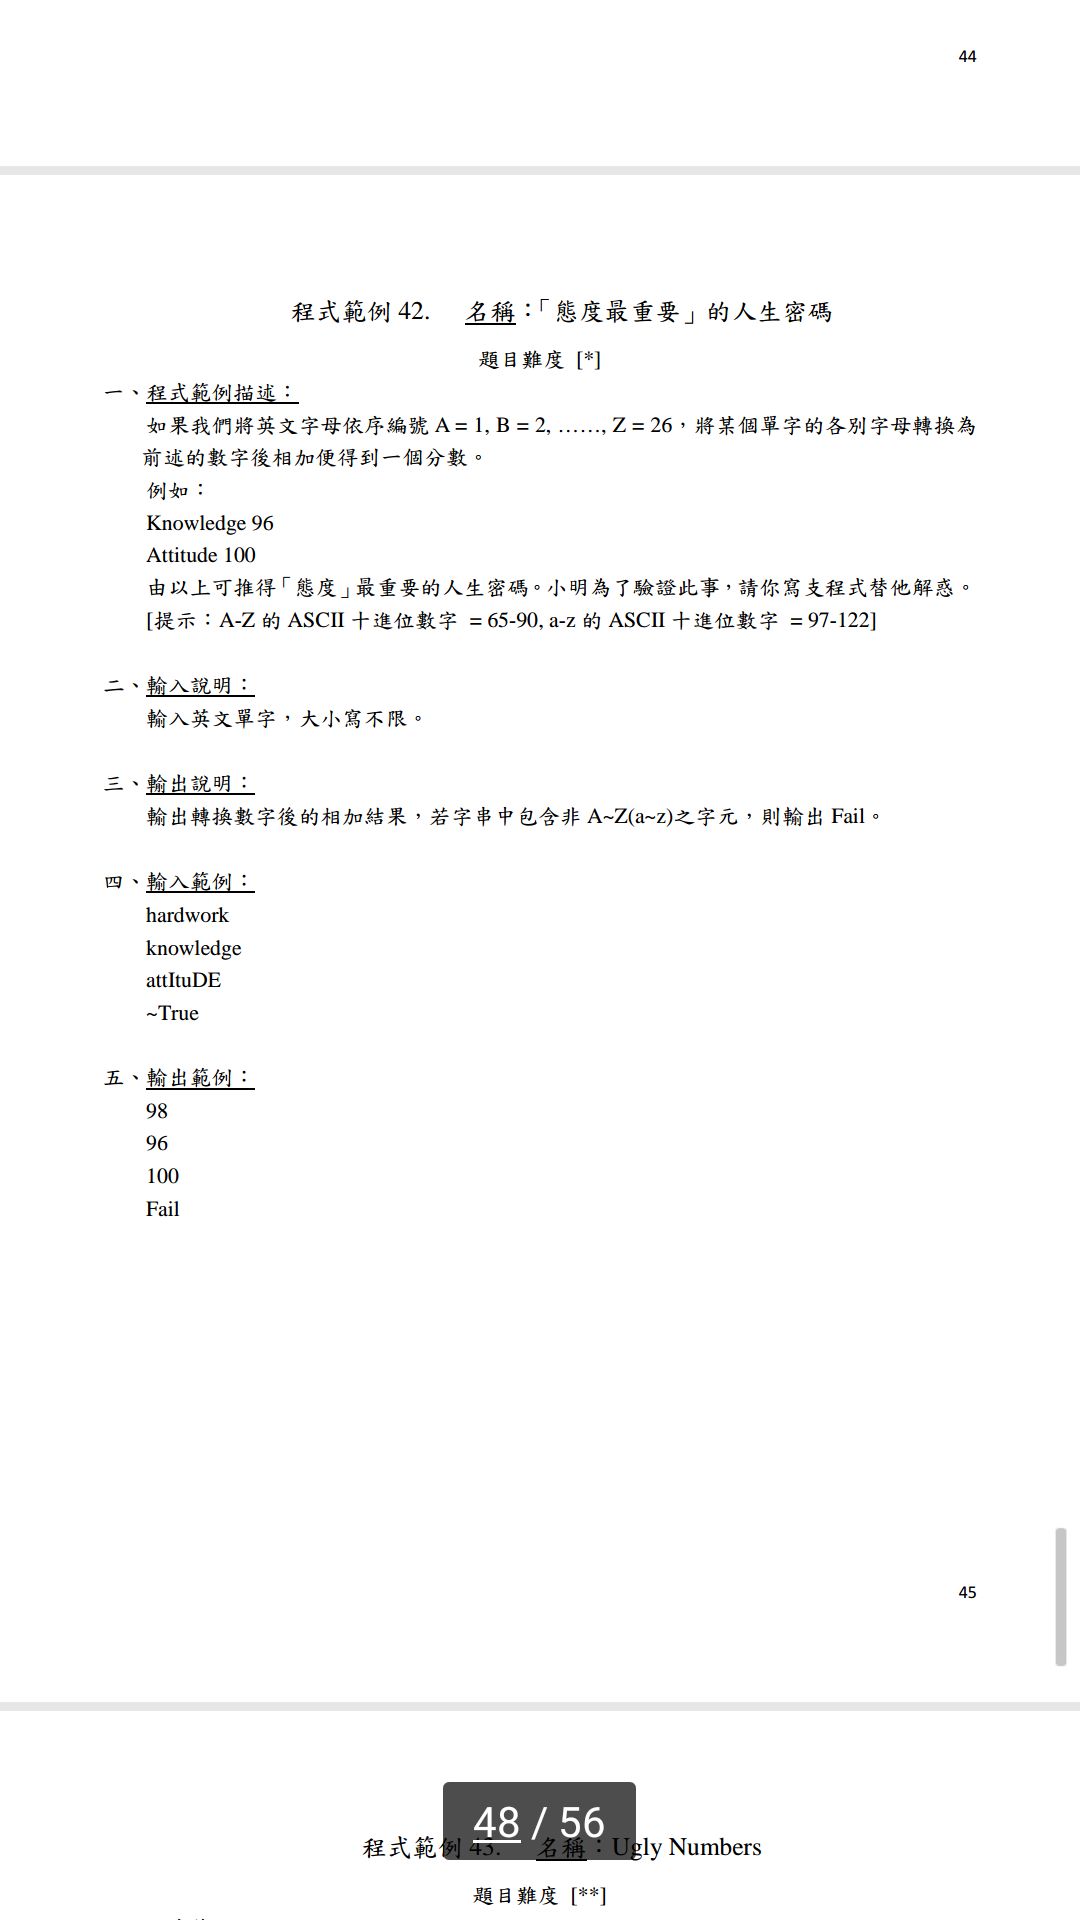 44
程式範例 42. 名稱：「態度最重要」的人生密碼
題目難度 [*]
一、程式範例描述：
如果我們將英文字母依序編號 A = 1, B = 2, ……, Z = 26，將某個單字的各別字母轉換為
前述的數字後相加便得到一個分數。
例如：
Knowledge 96
Attitude 100
由以上可推得「態度」最重要的人生密碼。小明為了驗證此事，請你寫支程式替他解惑。
[提示：A-Z 的 ASCII 十進位數字 = 65-90, a-z 的 ASCII 十進位數字 = 97-122]
二、輸入說明：
輸入英文單字，大小寫不限。
三、輸出說明：
輸出轉換數字後的相加結果，若字串中包含非 A~Z(a~z)之字元，則輸出 Fail。
四、輸入範例：
hardwork
knowledge
attItuDE
~True
五、輸出範例：
98
96
100
Fail
45
48 / 56
程式範例 43. 名稱：Ugly Numbers
題目難度 [**]